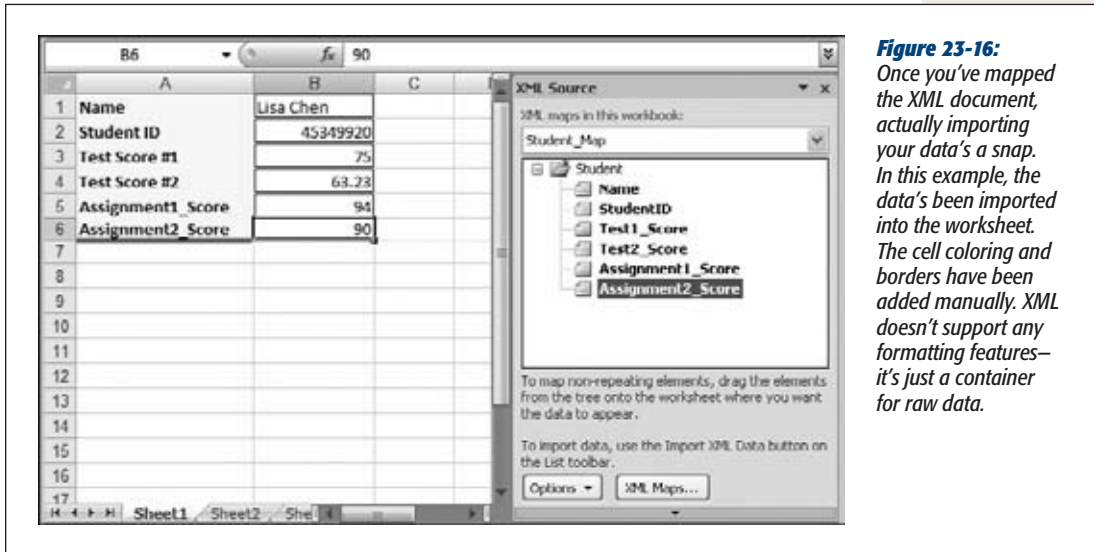 B6 fx 90
A B C
1 Name Lisa Chen
2 Student ID 45349920
3 Test Score #1 75
4 Test Score #2 63.23
5 Assignment1_Score 94
6 Assignment2_Score 90
7
8
9
10
11
12
13
14
15
16
17
Sheet1 Sheet2 She
XML Source
XML maps in this workbook:
Student_Map
Student
Name
StudentID
Test1_Score
Test2_Score
Assignment1_Score
Assignment2_Score
To map non-repeating elements, drag the elements
from the tree onto the worksheet where you want
the data to appear.
To import data, use the Import XML Data button on
the List toolbar.
Options XML Maps...
Figure 23-16:
Once you’ve mapped
the XML document,
actually importing
your data’s a snap.
In this example, the
data’s been imported
into the worksheet.
The cell coloring and
borders have been
added manually. XML
doesn’t support any
formatting features—
it’s just a container
for raw data.